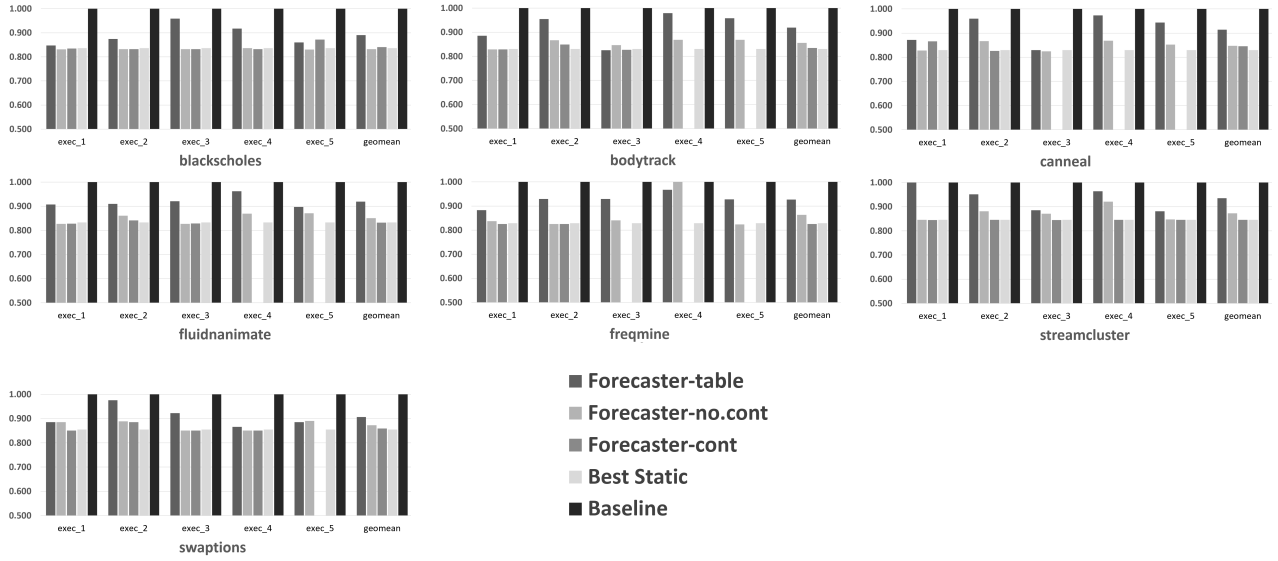 1.000
0.900
0.800
0.700
0.600
0.500
exec_1 exec_2 exec_3 exec_4 exec_5 geomean
blackscholes
1.000
0.900
0.800
0.700
0.600
0.500
exec_1 exec_2 exec_3 exec_4 exec_5 geomean
bodytrack
1.000
0.900
0.800
0.700
0.600
0.500
exec_1 exec_2 exec_3 exec_4 exec_5 geomean
canneal
1.000
0.900
0.800
0.700
0.600
0.500
exec_1 exec_2 exec_3 exec_4 exec_5 geomean
fluidnanimate
1.000
0.900
0.800
0.700
0.600
0.500
exec_1 exec_2 exec_3 exec_4 exec_5 geomean
freqmine
1.000
0.900
0.800
0.700
0.600
0.500
exec_1 exec_2 exec_3 exec_4 exec_5 geomean
streamcluster
1.000
0.900
0.800
0.700
0.600
0.500
exec_1 exec_2 exec_3 exec_4 exec_5 geomean
swaptions
Forecaster-table
Forecaster-no.cont
Forecaster-cont
Best Static
Baseline